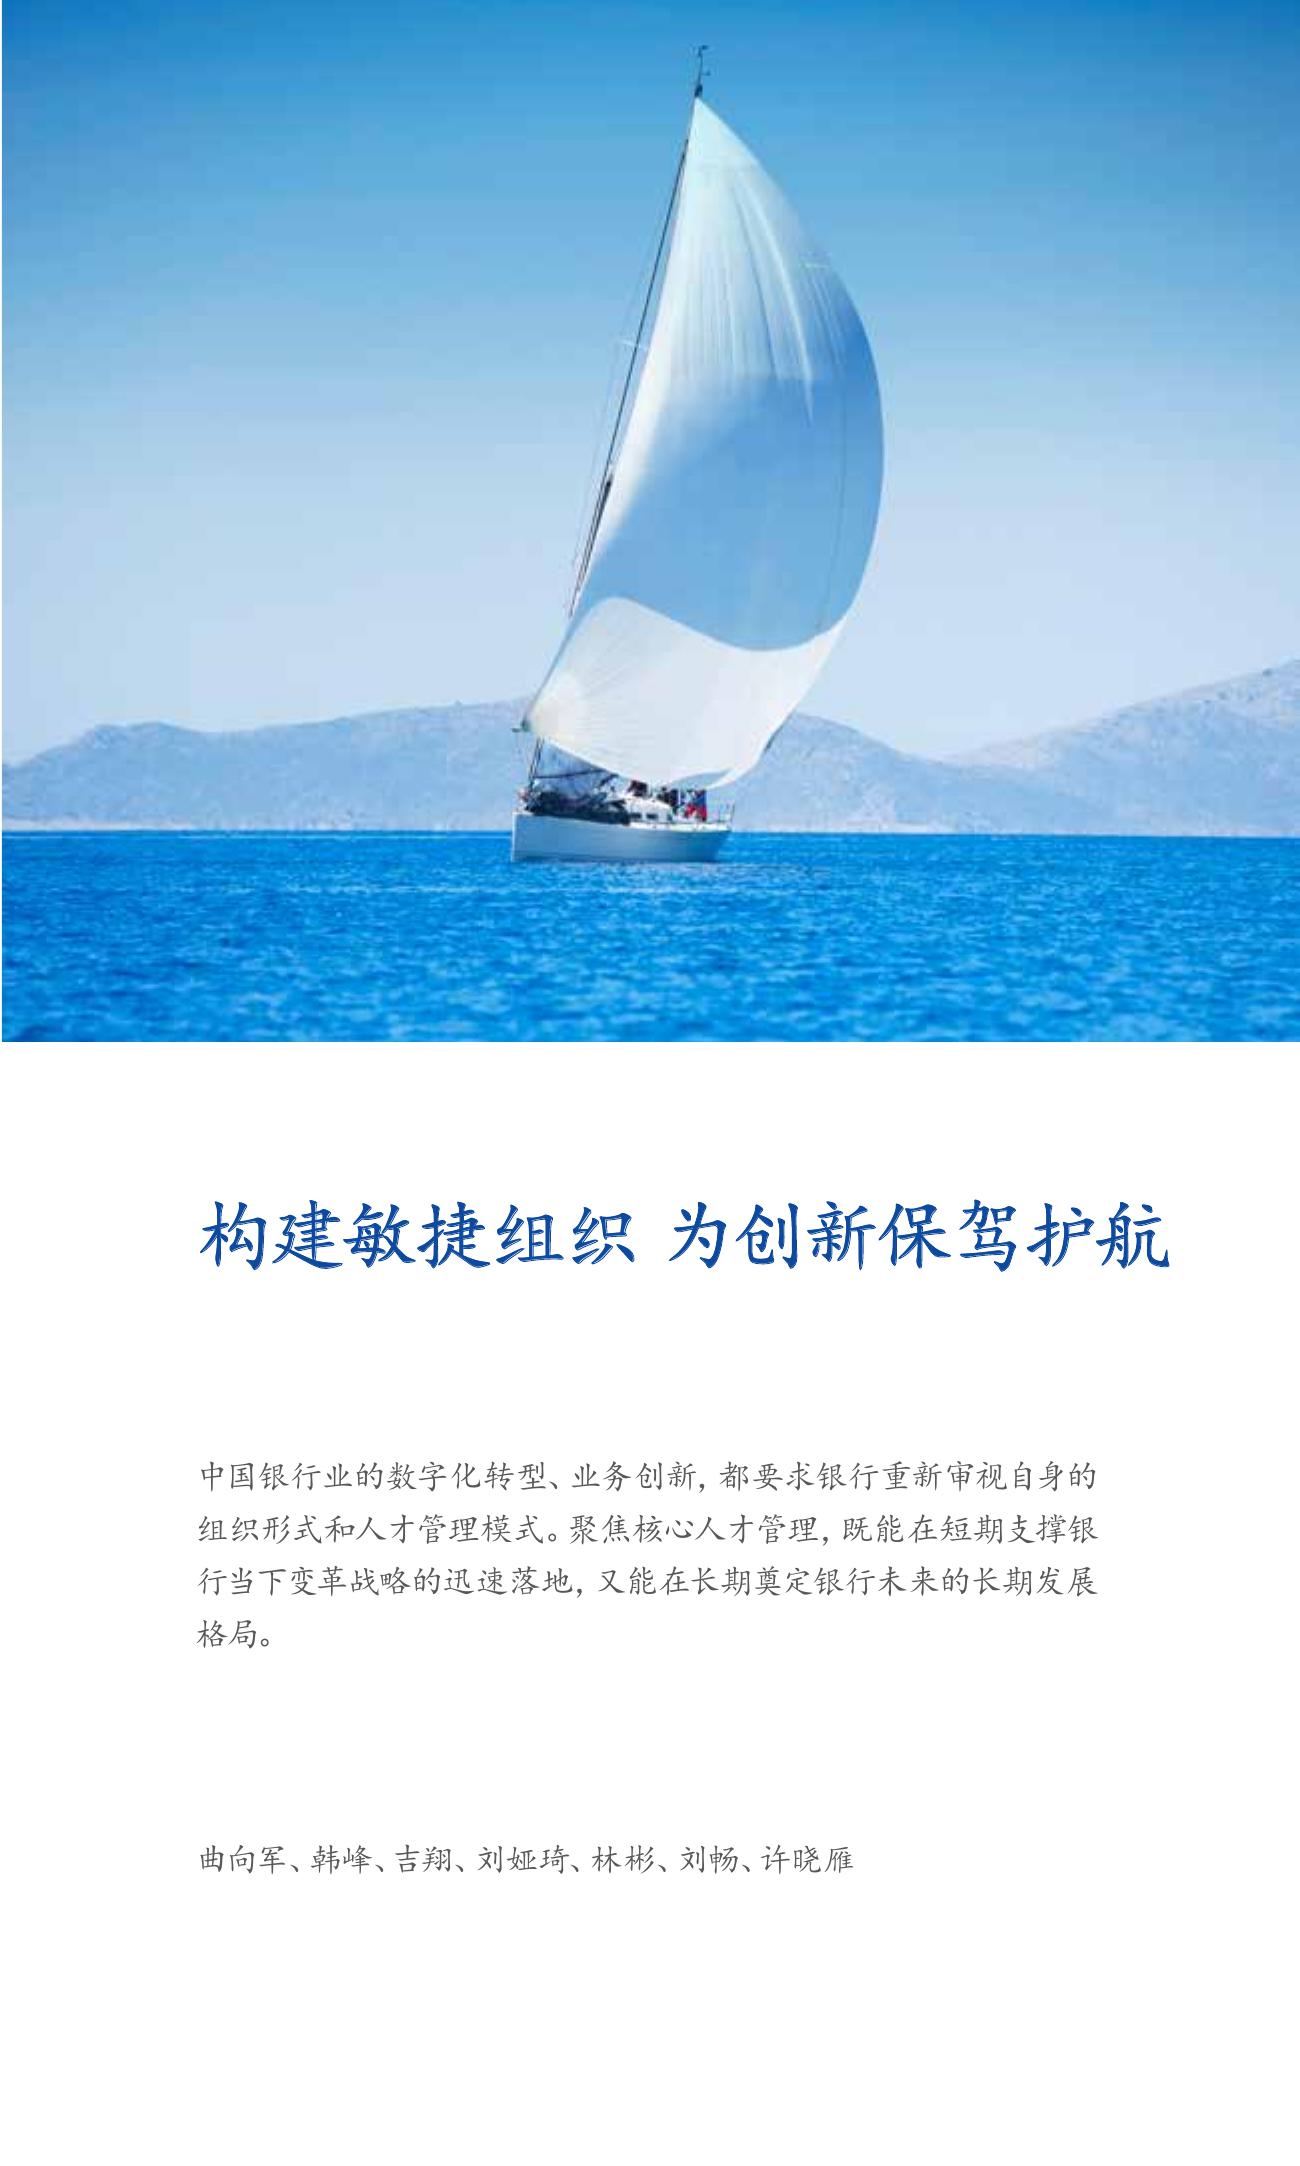 构建敏捷组织 为创新保驾护航
中国银行业的数字化转型、业务创新，都要求银行重新审视自身的
组织形式和人才管理模式。聚焦核心人才管理，既能在短期支撑银
行当下变革战略的迅速落地，又能在长期奠定银行未来的长期发展
格局。
曲向军、韩峰、吉翔、刘娅琦、林彬、刘畅、许晓雁